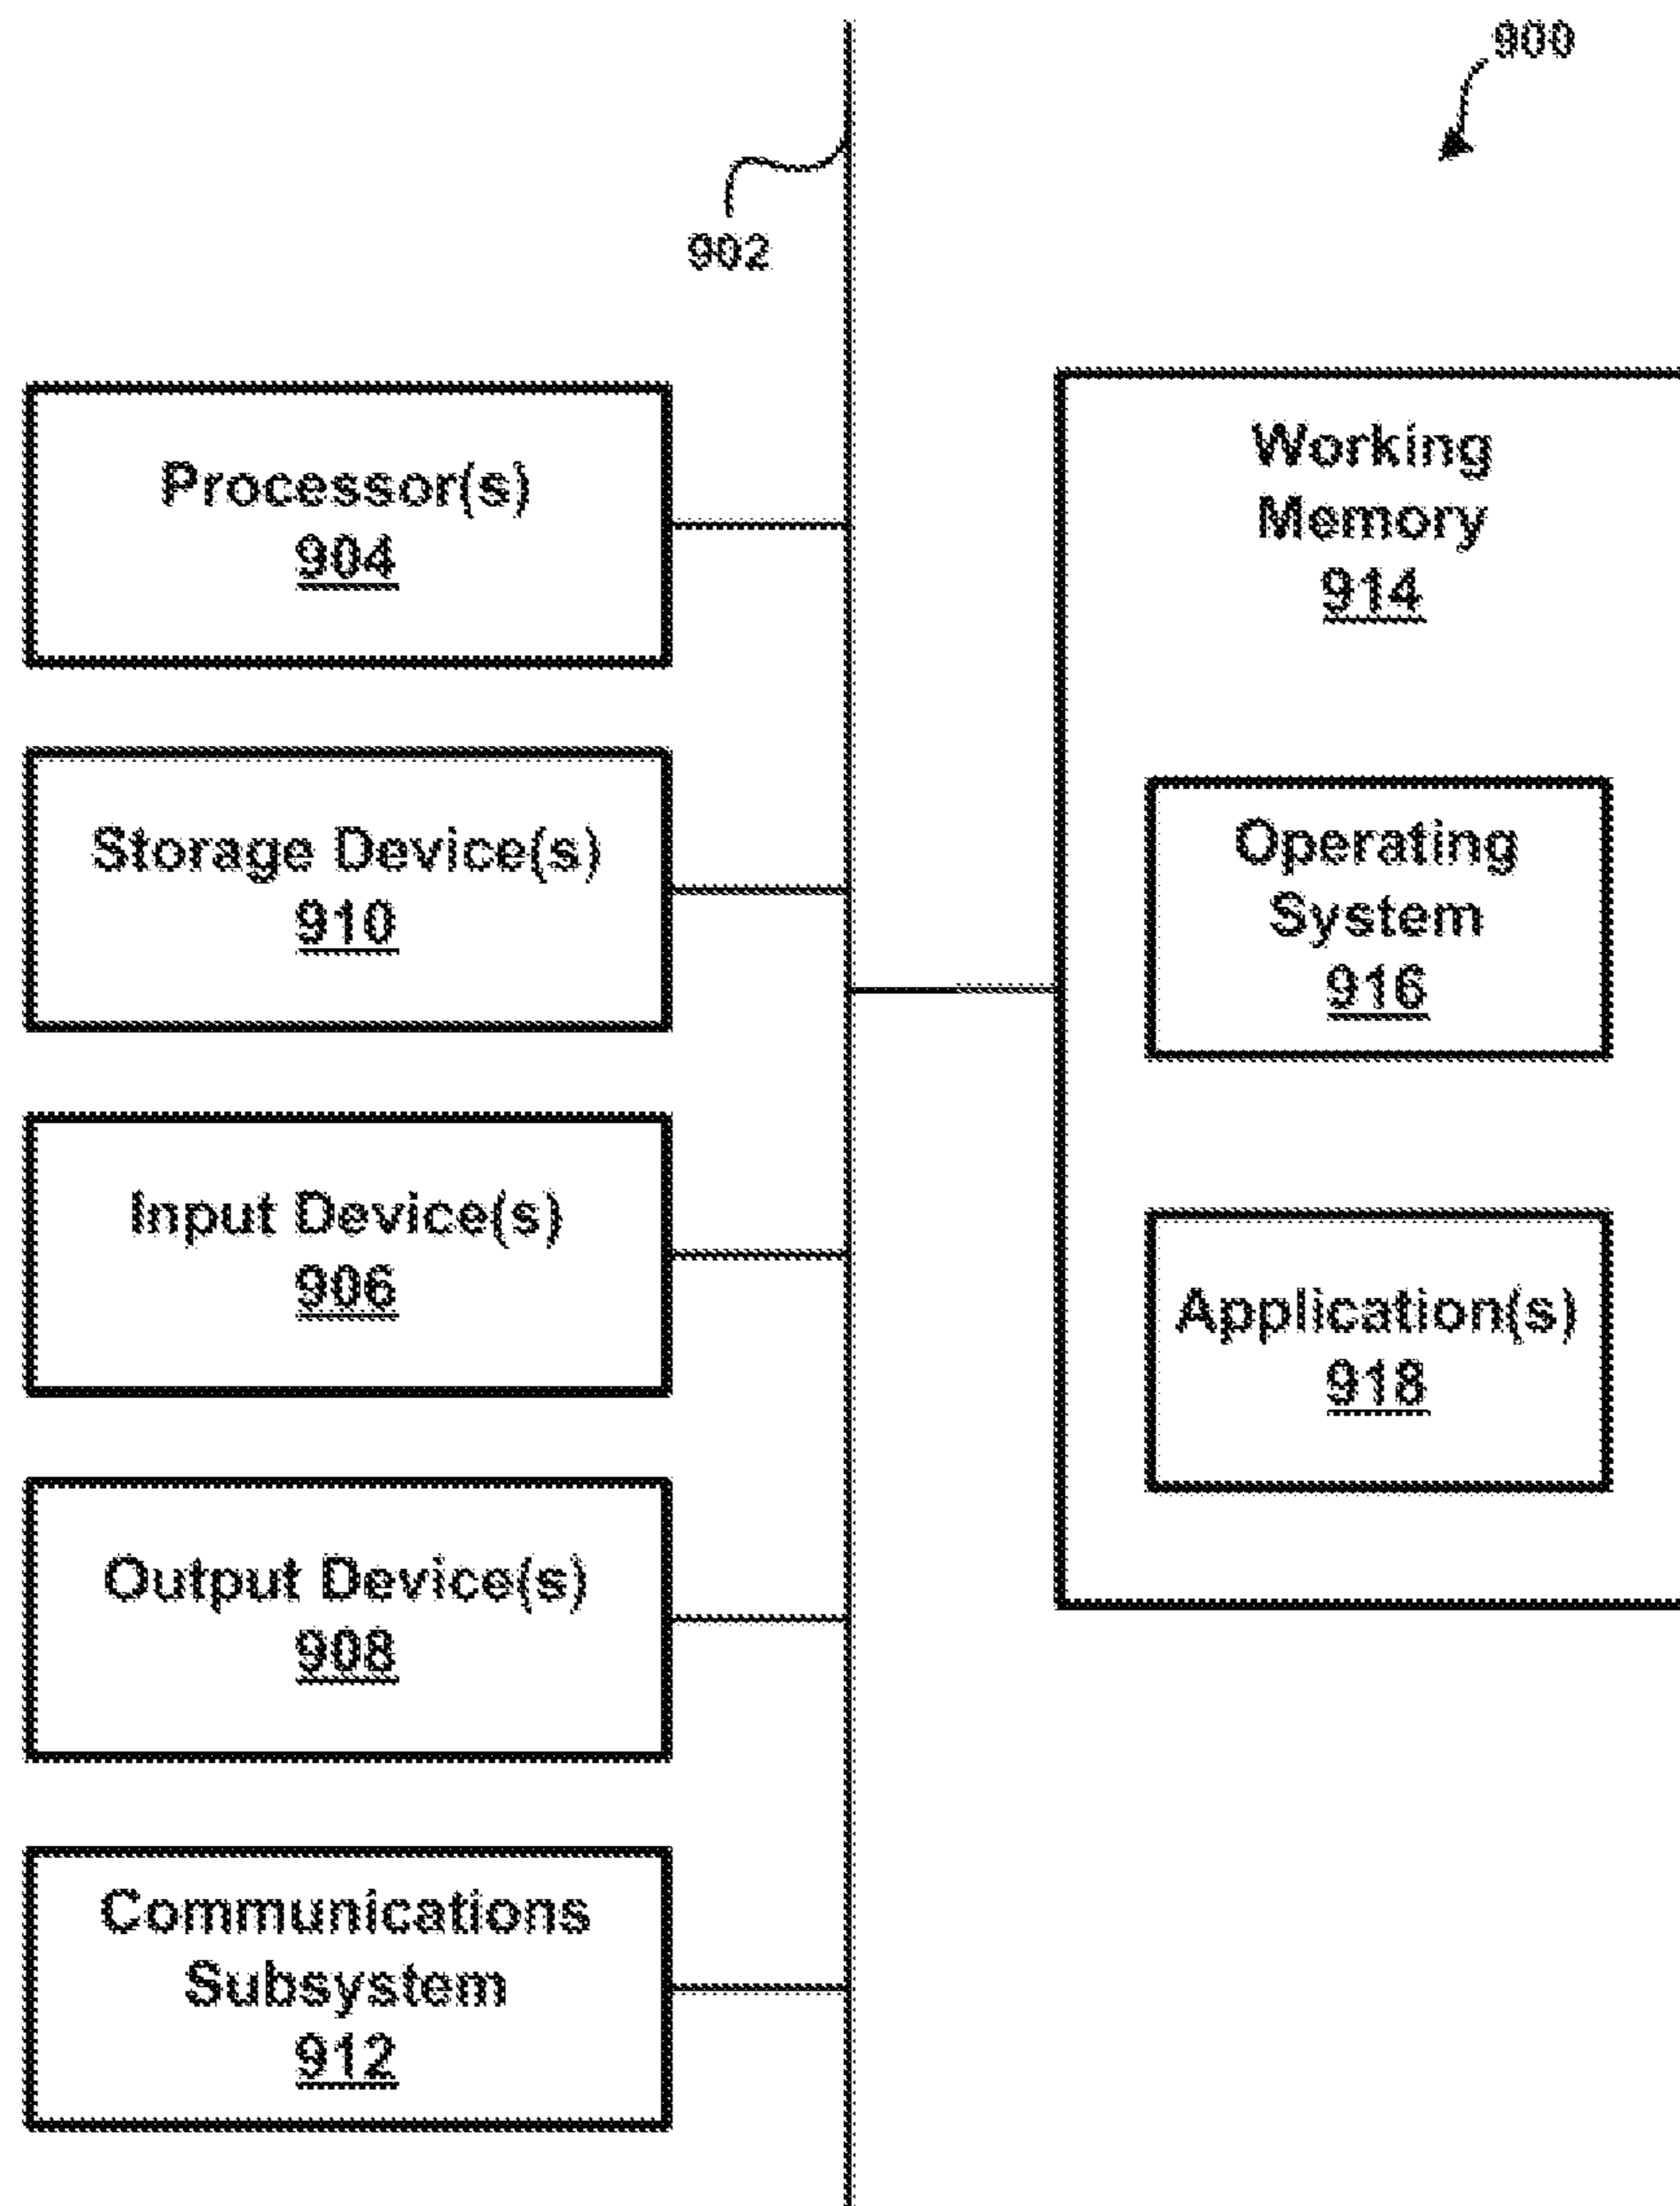 900
902
Processor(s)
904
Storage Device(s)
910
Input Device(s)
906
Output Device(s)
908
Communications
Subsystem
912
Working
Memory
914
Operating
System
916
Application(s)
918